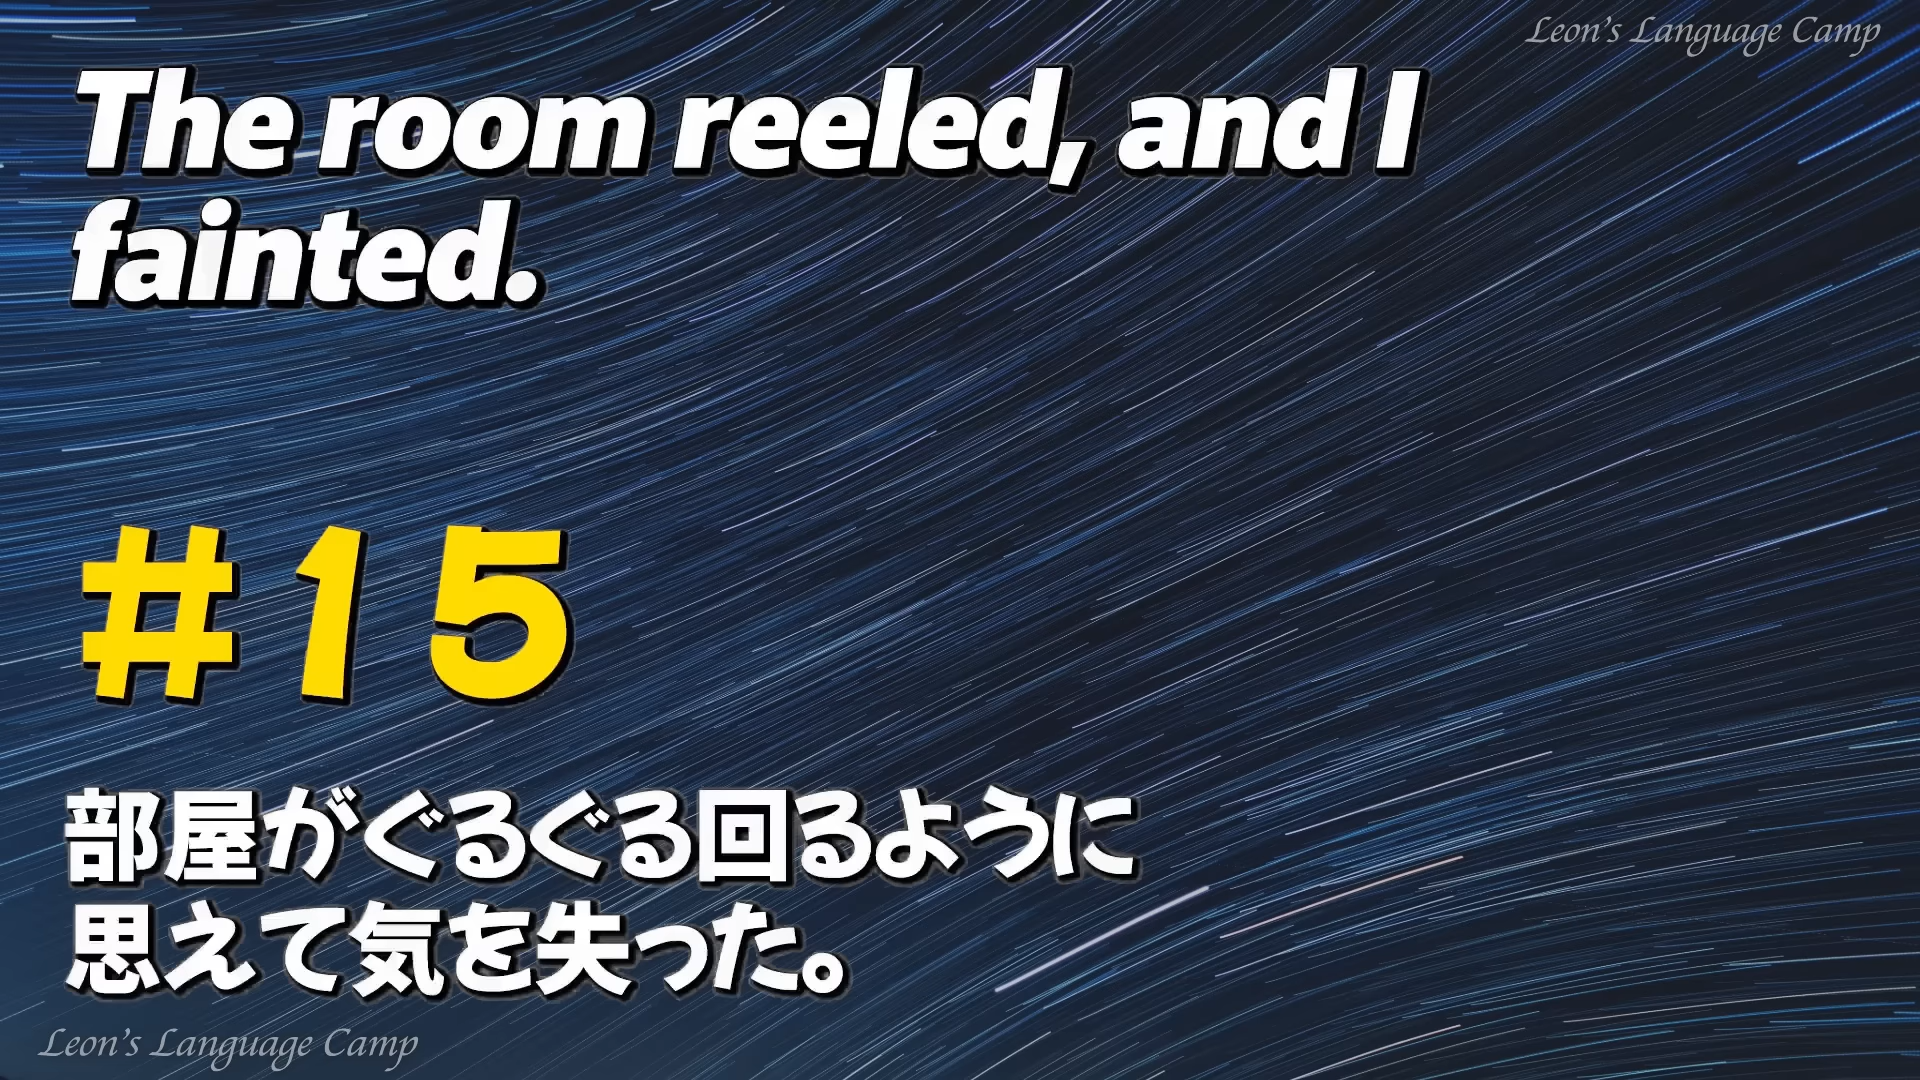 Leon's Language Camp
The room reeled, and I
fainted.
#15
部屋がぐるぐる回るように
思えて気を失った。
Leon's Language Camp